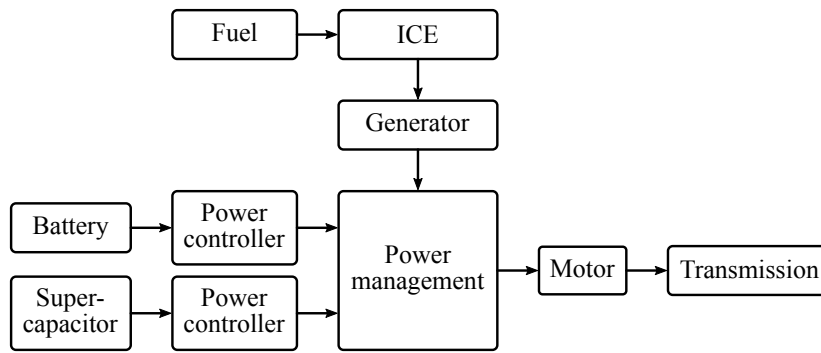 Fuel
ICE
Generator
Battery
Power
controller
Power
management
Motor
Transmission
Super-
capacitor
Power
controller